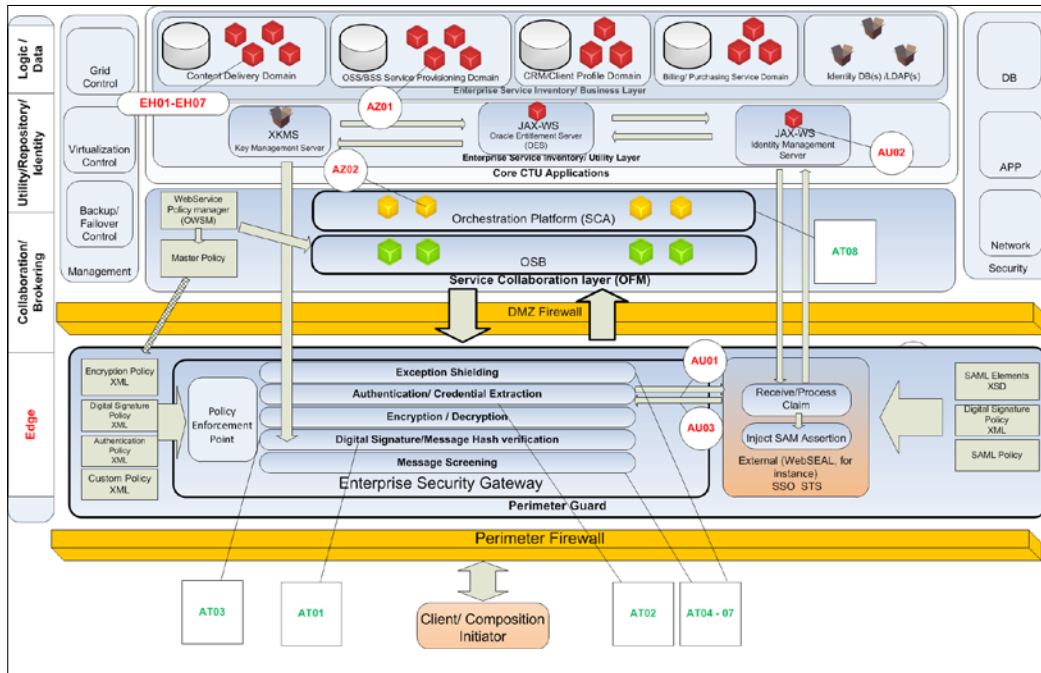 Logic /
Data
Utility/Repository/
Identity
Collaboration/
Brokering
Edge
Grid
Control
Virtualization
Control
Backup/
Failover
Control
Management
Content Delivery Domain
OSS/BSS Service Provisioning Domain
CRM/Client Profile Domain
Billing/ Purchasing Service Domain
Identity DB(s) /LDAP(s)
Enterprise Service Inventory/ Business Layer
EH01-EH07
AZ01
XKMS
Key Management Server
JAX-WS
Oracle Entitlement Server
(OES)
JAX-WS
Identity Management
Server
AU02
Enterprise Service Inventory/ Utility Layer
Core CTU Applications
AZ02
DB
APP
Network
Security
WebService
Policy manager
(OWSM)
Master Policy
Orchestration Platform (SCA)
OSB
Service Collaboration layer (OFM)
AT08
DMZ Firewall
Encryption Policy
XML
Digital Signature
Policy
XML
Authentication
Policy
XML
Custom Policy
XML
Policy
Enforcement
Point
Exception Shielding
Authentication/ Credential Extraction
Encryption / Decryption
Digital Signature/Message Hash verification
Message Screening
Enterprise Security Gateway
Perimeter Guard
AU01
AU03
Receive/Process
Claim
Inject SAM Assertion
External (WebSEAL, for
instance)
SSO STS
SAML Elements
XSD
Digital Signature
Policy
XML
SAML Policy
Perimeter Firewall
AT03
AT01
Client/ Composition
Initiator
AT02
AT04 - 07